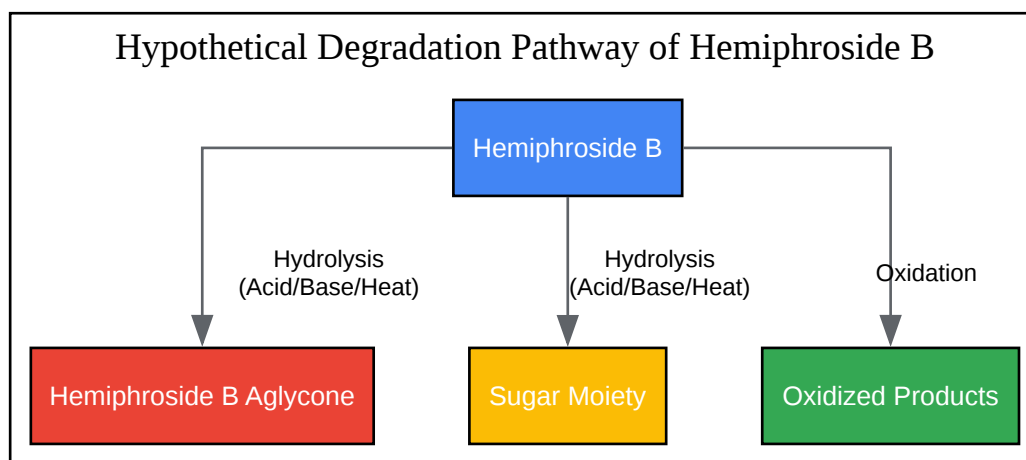 Hypothetical Degradation Pathway of Hemiphroside B
Hemiphroside B
Hydrolysis
(Acid/Base/Heat)
Hydrolysis
(Acid/Base/Heat)
Oxidation
Hemiphroside B Aglycone
Sugar Moiety
Oxidized Products